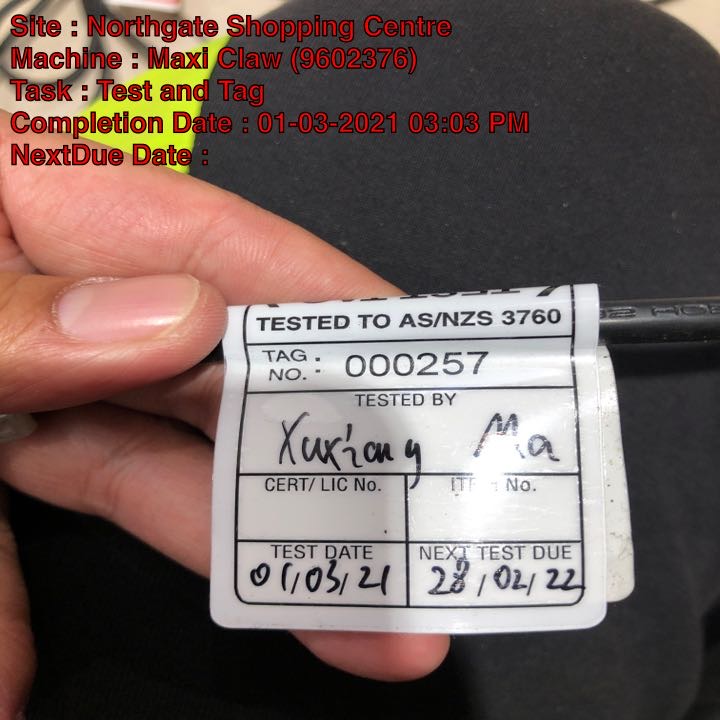 Site : Northgate Shopping Centre
Machine : Maxi Claw (9602376)
Task : Test and Tag
Completion Date : 01-03-2021 03:03 PM
NextDue Date :
TESTED TO AS/NZS 3760
TAG NO. : 000257
TESTED BY
Xuxiang Ma
CERT/ LIC No.
No.
TEST DATE NEXT TEST DUE
01/03/21 28/02/22